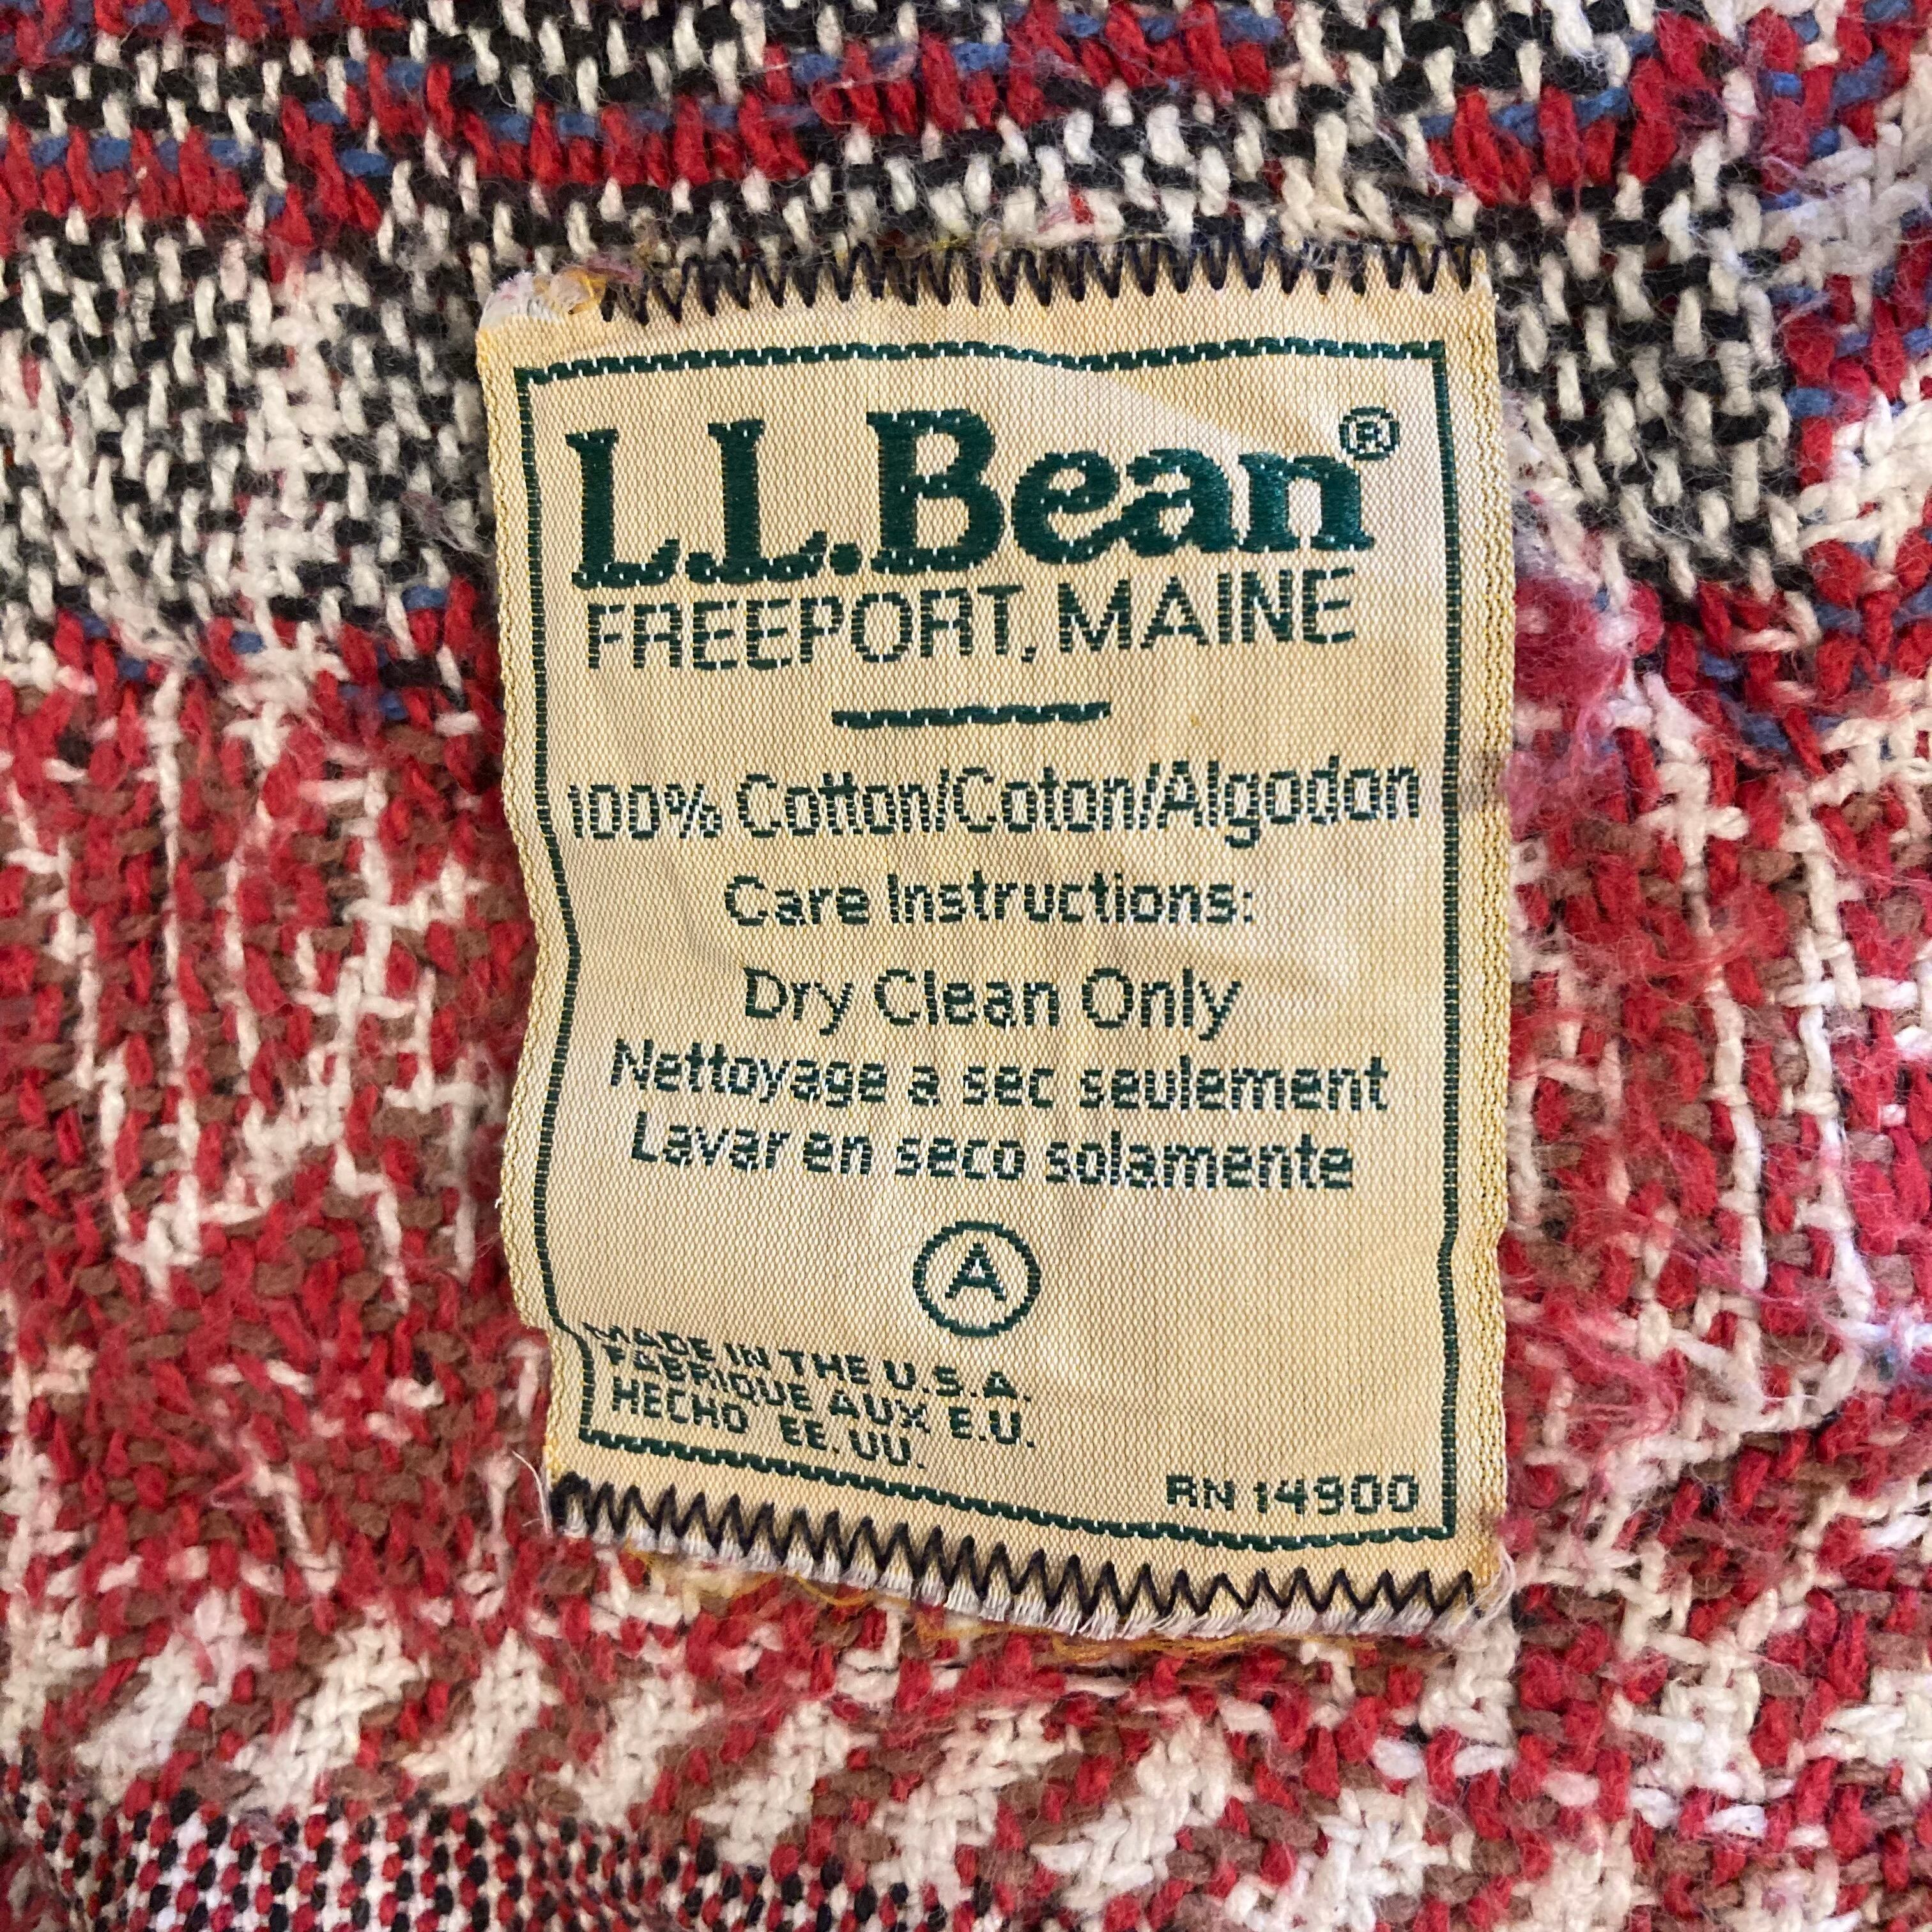 L.L.Bean®
FREEPORT, MAINE
100% Cotton/Coton/Algodon
Care Instructions:
Dry Clean Only
Nettoyage a sec seulement
Lavar en seco solamente
A
MADE IN THE U.S.A.
FABRIQUE AUX E.U.
HECHO EE. UU.
RN 14900